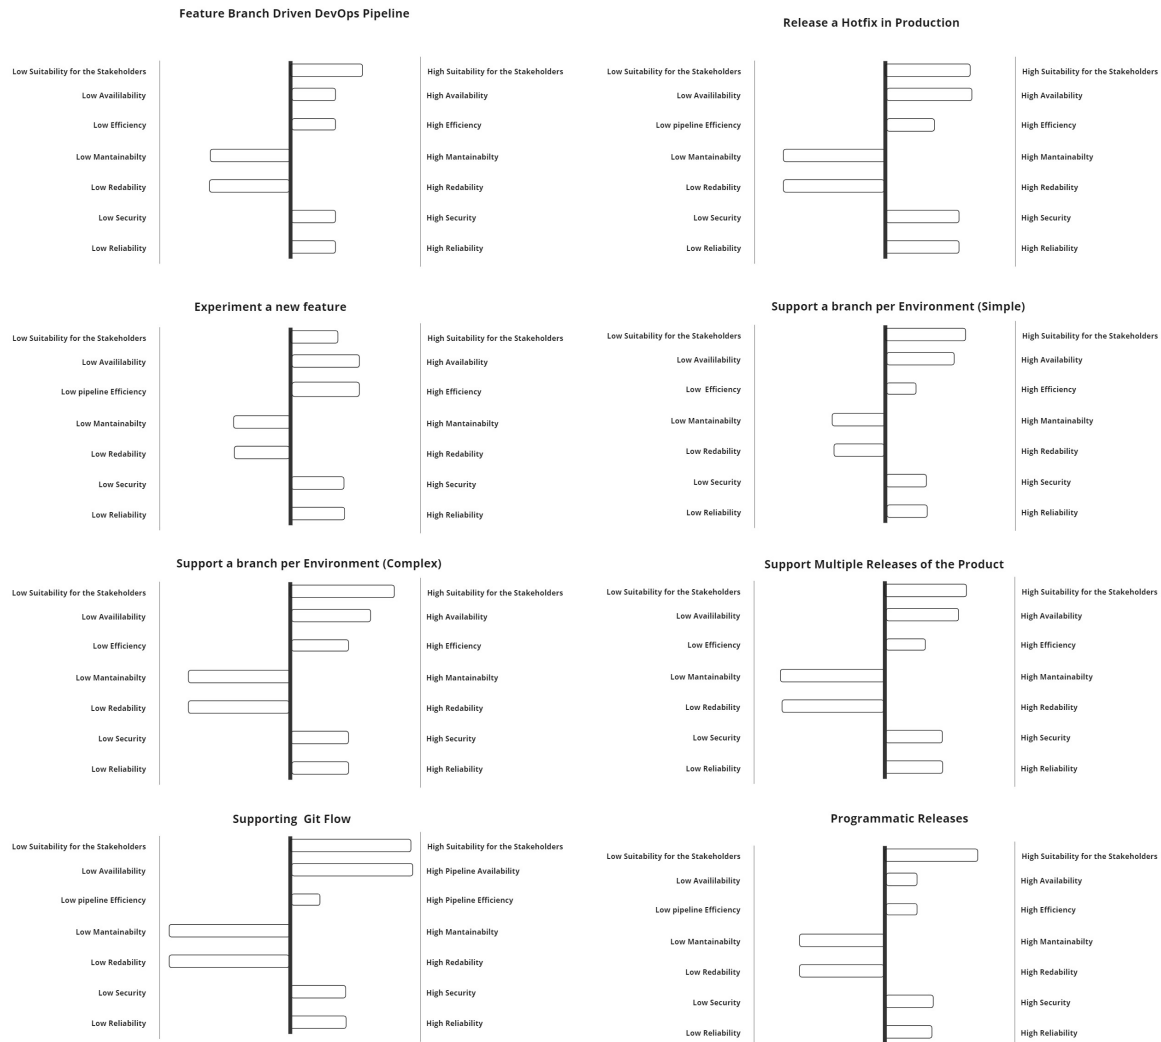 Feature Branch Driven DevOps Pipeline
Low Suitability for the Stakeholders
High Suitability for the Stakeholders
Low Availilability
High Availability
Low Efficiency
High Efficiency
Low Mantainabilty
High Mantainabilty
Low Redability
High Redability
Low Security
High Security
Low Reliability
High Reliability
Release a Hotfix in Production
Low Suitability for the Stakeholders
High Suitability for the Stakeholders
Low Availilability
High Availability
Low pipeline Efficiency
High Efficiency
Low Mantainabilty
High Mantainabilty
Low Redability
High Redability
Low Security
High Security
Low Reliability
High Reliability
Experiment a new feature
Low Suitability for the Stakeholders
High Suitability for the Stakeholders
Low Availilability
High Availability
Low pipeline Efficiency
High Efficiency
Low Mantainabilty
High Mantainabilty
Low Redability
High Redability
Low Security
High Security
Low Reliability
High Reliability
Support a branch per Environment (Simple)
Low Suitability for the Stakeholders
High Suitability for the Stakeholders
Low Availilability
High Availability
Low Efficiency
High Efficiency
Low Mantainabilty
High Mantainabilty
Low Redability
High Redability
Low Security
High Security
Low Reliability
High Reliability
Support a branch per Environment (Complex)
Low Suitability for the Stakeholders
High Suitability for the Stakeholders
Low Availilability
High Availability
Low Efficiency
High Efficiency
Low Mantainabilty
High Mantainabilty
Low Redability
High Redability
Low Security
High Security
Low Reliability
High Reliability
Support Multiple Releases of the Product
Low Suitability for the Stakeholders
High Suitability for the Stakeholders
Low Availilability
High Availability
Low Efficiency
High Efficiency
Low Mantainabilty
High Mantainabilty
Low Redability
High Redability
Low Security
High Security
Low Reliability
High Reliability
Supporting Git Flow
Low Suitability for the Stakeholders
High Suitability for the Stakeholders
Low Availilability
High Pipeline Availability
Low pipeline Efficiency
High Pipeline Efficiency
Low Mantainabilty
High Mantainabilty
Low Redability
High Redability
Low Security
High Security
Low Reliability
High Reliability
Programmatic Releases
Low Suitability for the Stakeholders
High Suitability for the Stakeholders
Low Availilability
High Availability
Low pipeline Efficiency
High Efficiency
Low Mantainabilty
High Mantainabilty
Low Redability
High Redability
Low Security
High Security
Low Reliability
High Reliability